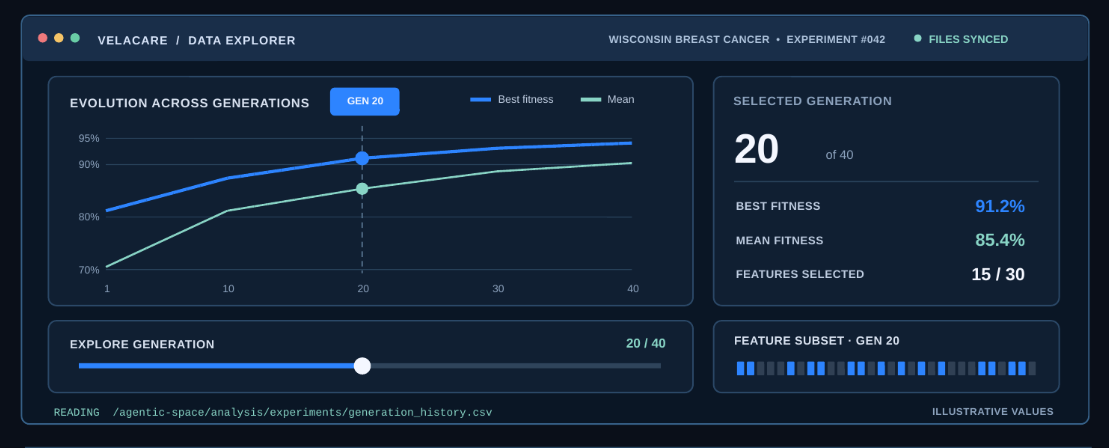 VELACARE / DATA EXPLORER
WISCONSIN BREAST CANCER • EXPERIMENT #042
FILES SYNCED
EVOLUTION ACROSS GENERATIONS
GEN 20
Best fitness
Mean
95%
90%
80%
70%
1
10
20
30
40
SELECTED GENERATION
20
of 40
BEST FITNESS
91.2%
MEAN FITNESS
85.4%
FEATURES SELECTED
15 / 30
EXPLORE GENERATION
20 / 40
FEATURE SUBSET · GEN 20
READING /agentic-space/analysis/experiments/generation_history.csv
ILLUSTRATIVE VALUES